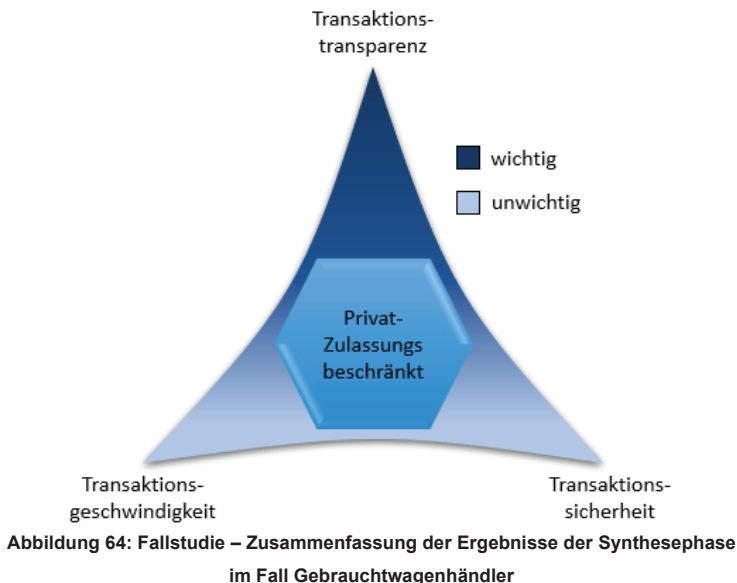 Transaktions-
transparenz
wichtig
unwichtig
Privat-
Zulassungs
beschränkt
Transaktions-
geschwindigkeit
Transaktions-
sicherheit
Abbildung 64: Fallstudie – Zusammenfassung der Ergebnisse der Synthesephase
im Fall Gebrauchtwagenhändler